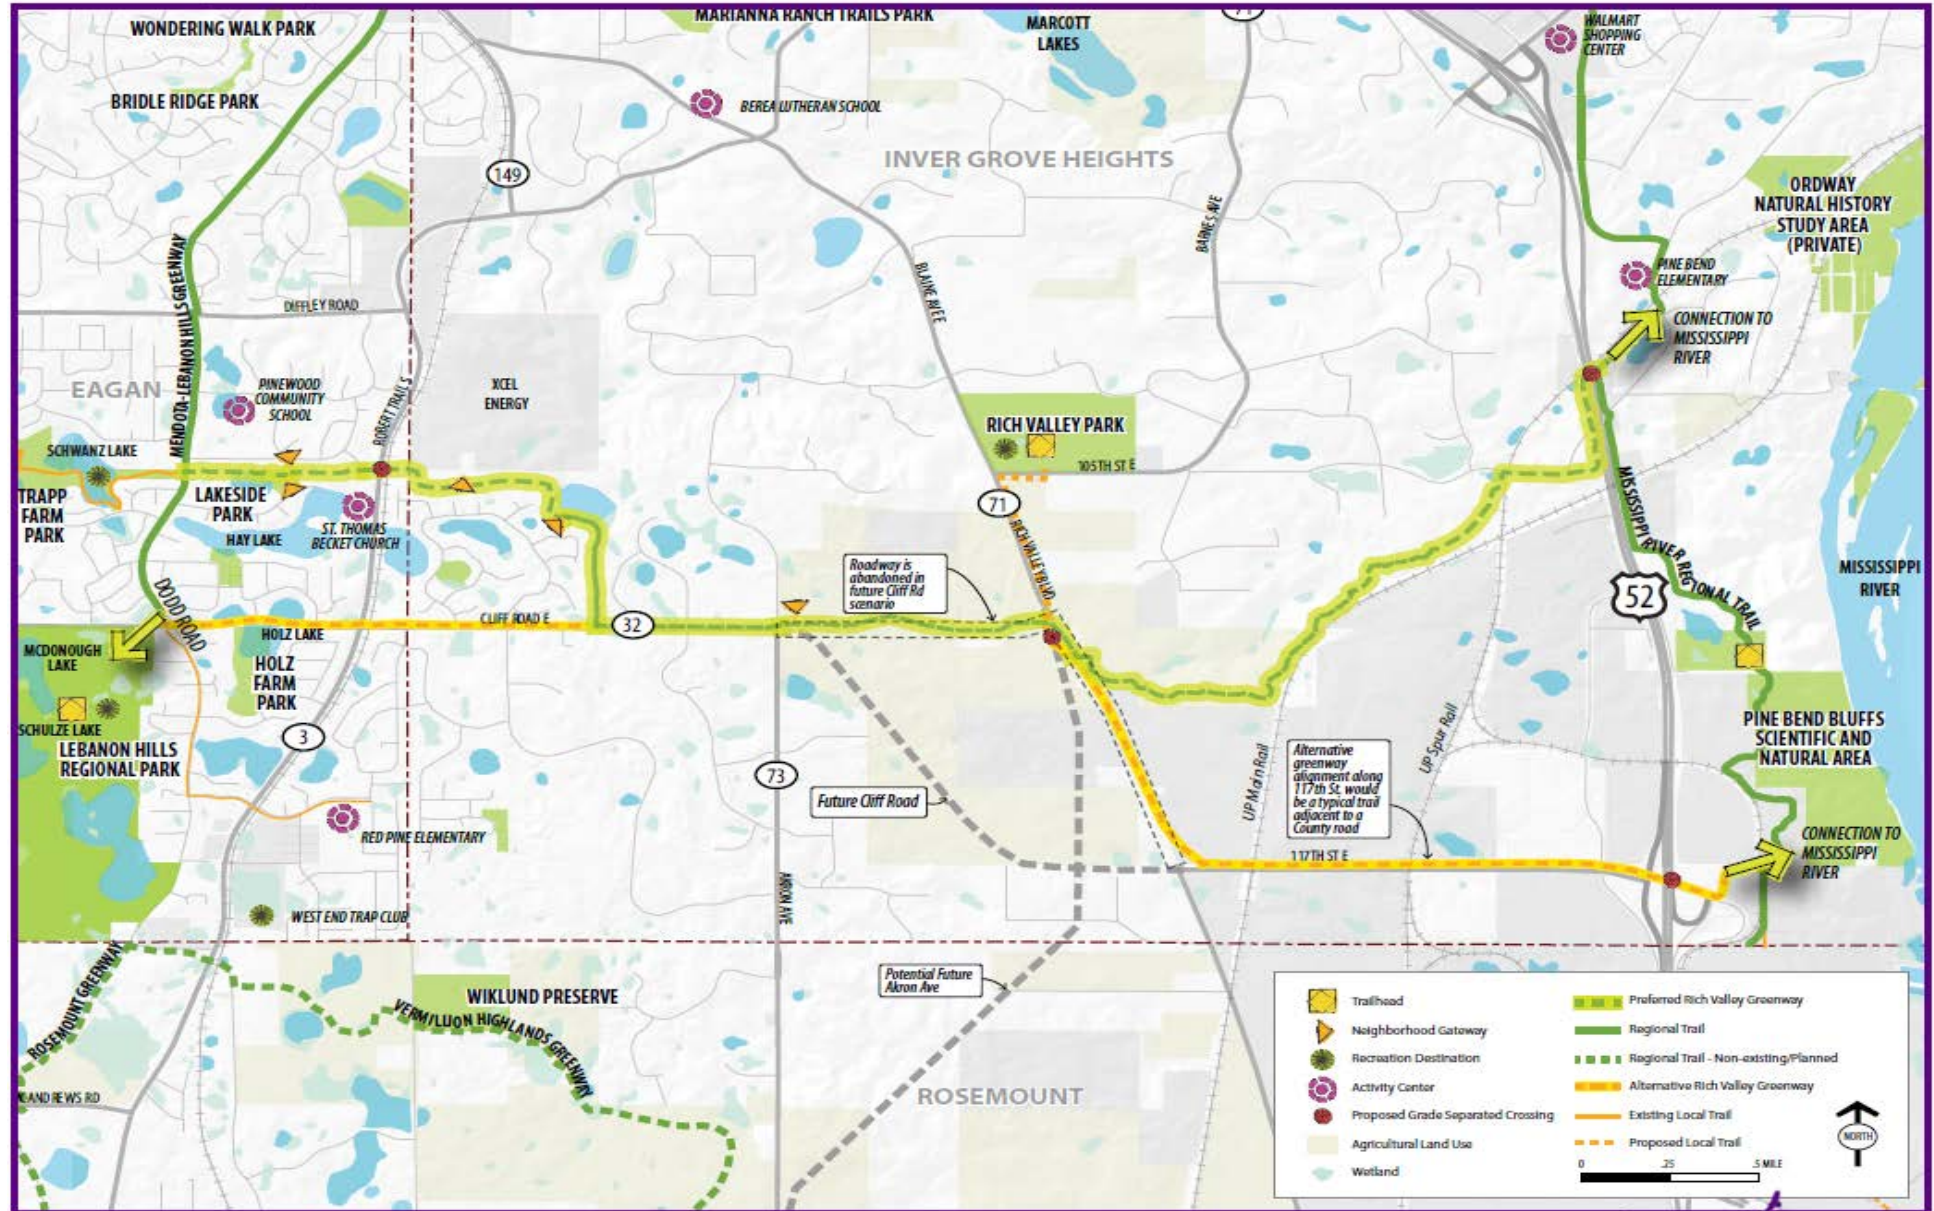 WONDERING WALK PARK
MARIANNA RANCH TRAILS PARK
MARCOTT
LAKES
71
WALMART
SHOPPING
CENTER
BRIDLE RIDGE PARK
BEREA LUTHERAN SCHOOL
INVER GROVE HEIGHTS
149
ORDWAY
NATURAL HISTORY
STUDY AREA
(PRIVATE)
BARNES AVE
MENDOTA-LEBANON HILLS GREENWAY
BLAINE AVE E
PINE BEND
ELEMENTARY
DIFFLEY ROAD
CONNECTION TO
MISSISSIPPI
RIVER
EAGAN
PINEWOOD
COMMUNITY
SCHOOL
ROBERT TRAIL S
XCEL
ENERGY
RICH VALLEY PARK
105TH ST E
SCHWANZ LAKE
TRAPP
FARM
PARK
LAKESIDE
PARK
HAY LAKE
ST. THOMAS
BECKET CHURCH
71
RICH VALLEY BLVD
MISSISSIPPI RIVER REGIONAL TRAIL
MISSISSIPPI
RIVER
52
Roadway is
abandoned in
future Cliff Rd
scenario
DODD ROAD
CLIFF ROAD E
32
HOLZ LAKE
MCDONOUGH
LAKE
HOLZ
FARM
PARK
SCHULZE LAKE
LEBANON HILLS
REGIONAL PARK
3
73
PINE BEND BLUFFS
SCIENTIFIC AND
NATURAL AREA
UP Main Rail
UP Spur Rail
Alternative
greenway
alignment along
117th St. would
be a typical trail
adjacent to a
County road
Future Cliff Road
RED PINE ELEMENTARY
117TH ST E
CONNECTION TO
MISSISSIPPI
RIVER
AKRON AVE
WEST END TRAP CLUB
ROSEMOUNT GREENWAY
Potential Future
Akron Ave
WIKLUND PRESERVE
VERMILLION HIGHLANDS GREENWAY
ANDREWS RD
ROSEMOUNT
Trailhead
Neighborhood Gateway
Recreation Destination
Activity Center
Proposed Grade Separated Crossing
Agricultural Land Use
Wetland
Preferred Rich Valley Greenway
Regional Trail
Regional Trail - Non-existing/Planned
Alternative Rich Valley Greenway
Existing Local Trail
Proposed Local Trail
0 .25 .5 MILE
NORTH